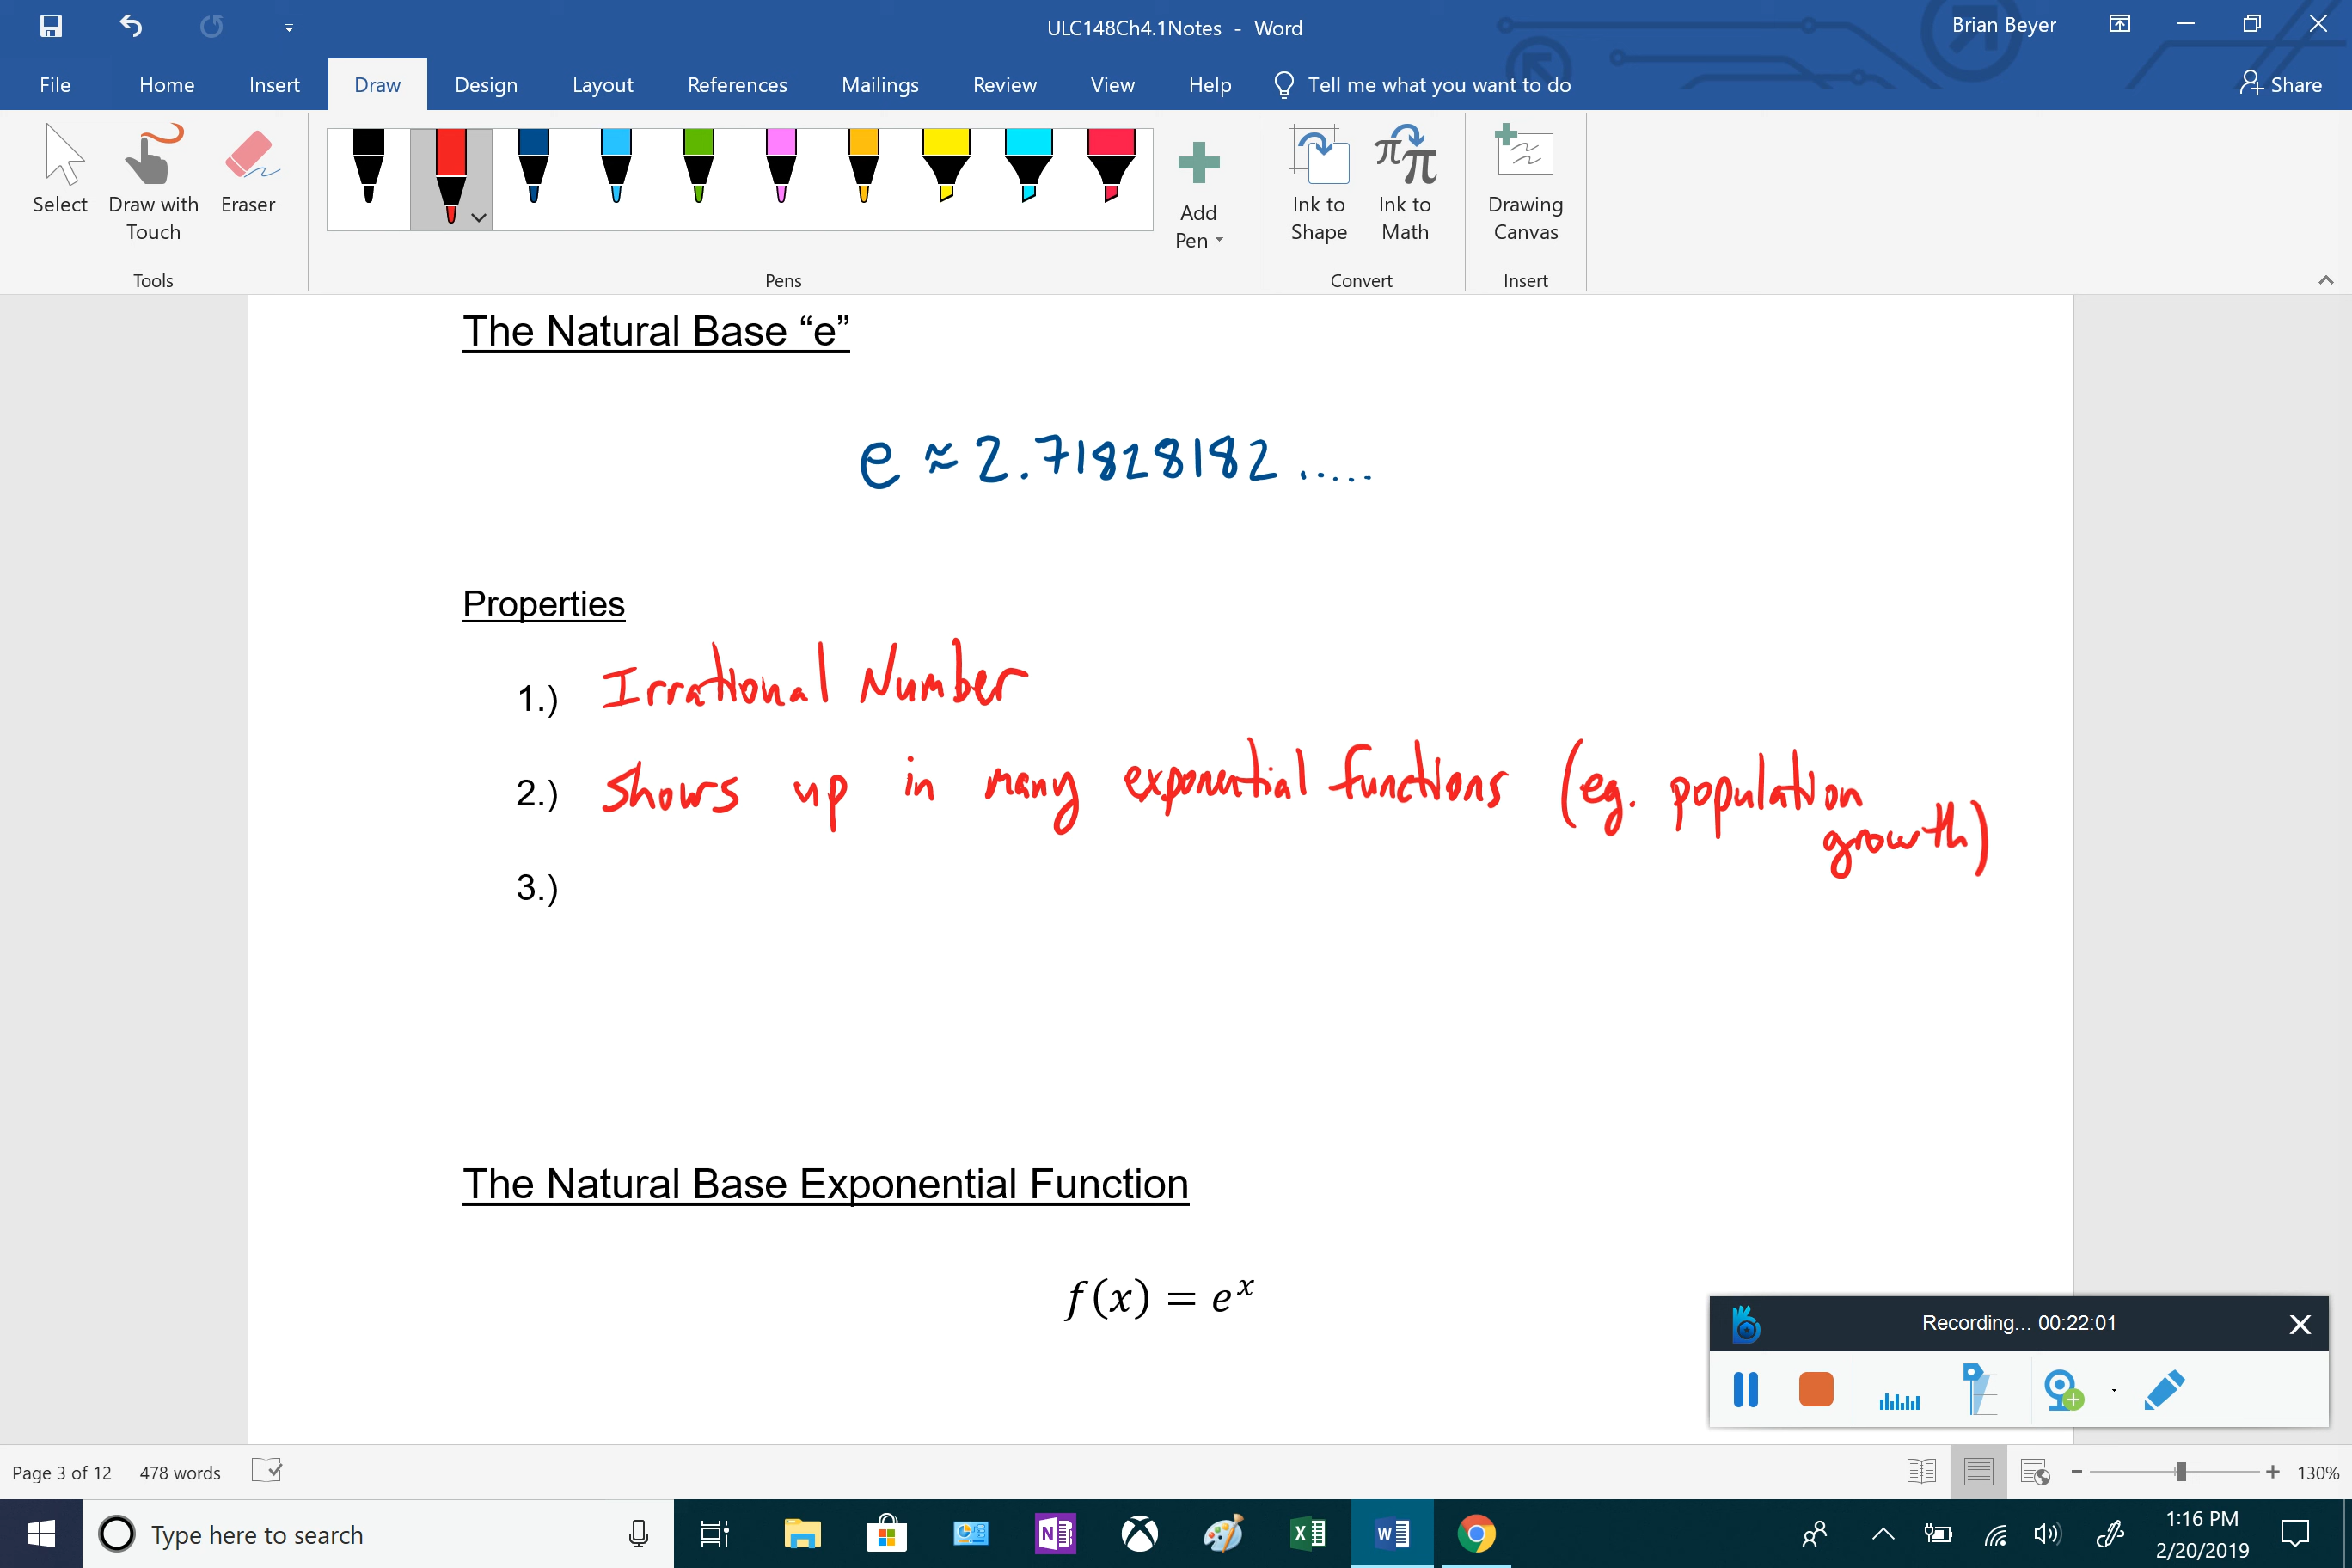 ULC148Ch4.1Notes - Word
Brian Beyer
File Home Insert Draw Design Layout References Mailings Review View Help Tell me what you want to do Share
Select Draw with Touch Eraser Add Pen Ink to Shape Ink to Math Drawing Canvas
Tools Pens Convert Insert
The Natural Base “e”
e ≈ 2.71828182 .....
Properties
1.) Irrational Number
2.) Shows up in many exponential functions (eg. population
growth)
3.)
The Natural Base Exponential Function
f(x) = eˣ
Recording... 00:22:01
Page 3 of 12 478 words 130%
Type here to search
1:16 PM
2/20/2019